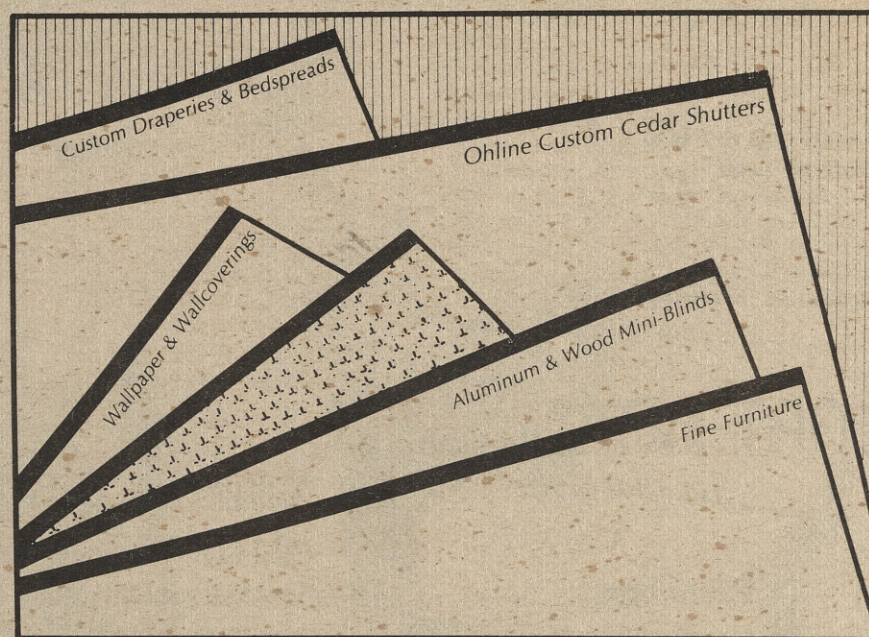 Custom Draperies & Bedspreads
Ohline Custom Cedar Shutters
Wallpaper & Wallcoverings
Aluminum & Wood Mini-Blinds
Fine Furniture